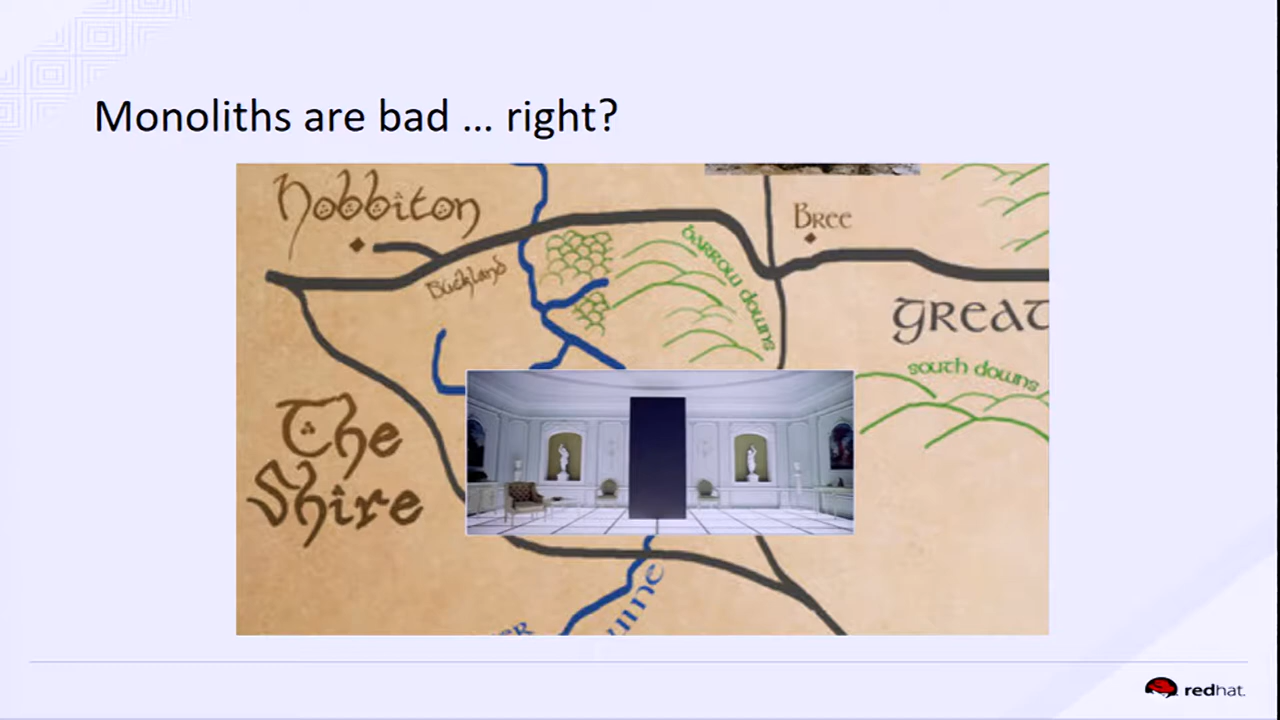 Monoliths are bad ... right?
Hobbiton
Bree
Buckland
Barrow Downs
GREAT
South Downs
The
Shire
redhat.